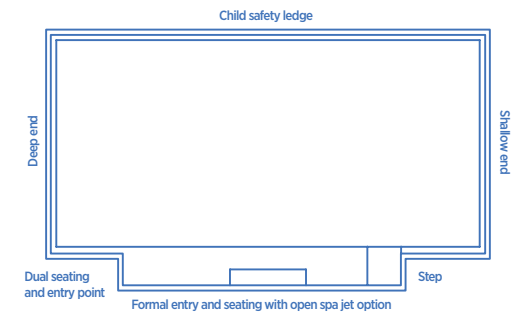 Child safety ledge
Deep end
Shallow end
Dual seating
and entry point
Step
Formal entry and seating with open spa jet option